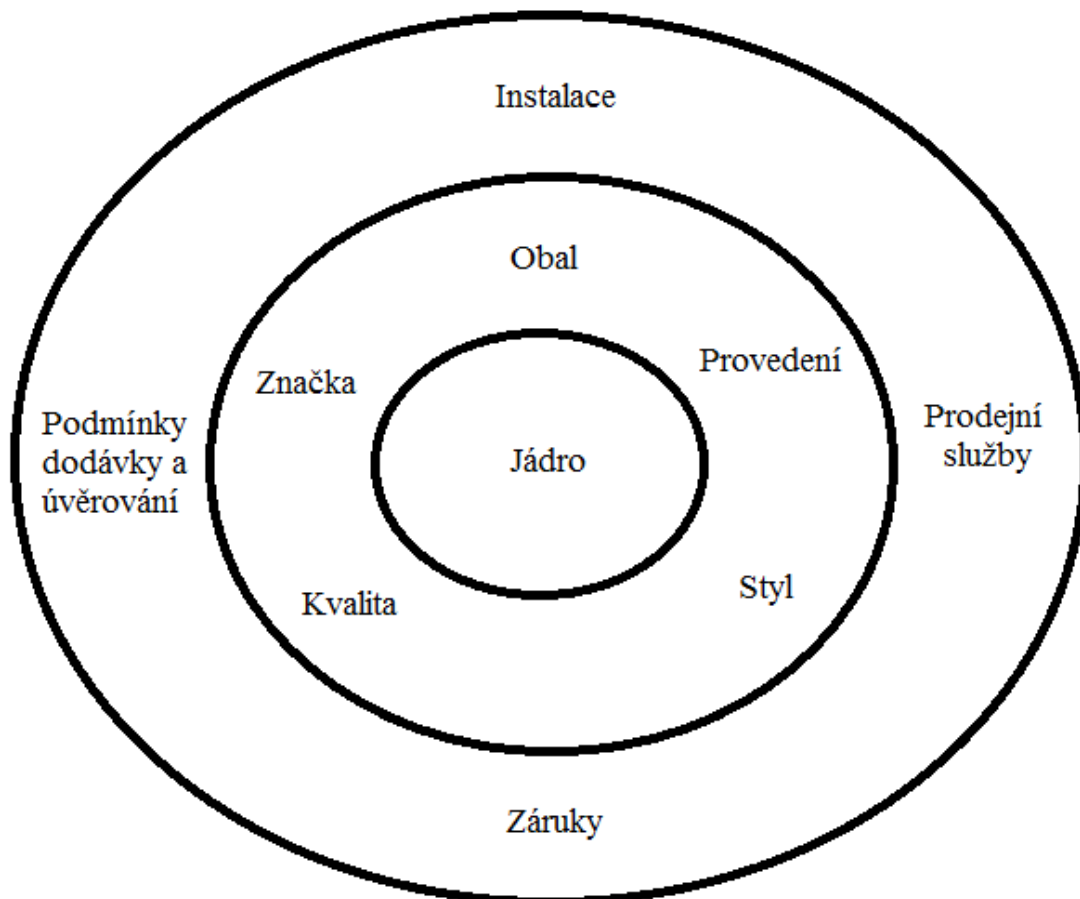 Instalace
Obal
Provedení
Značka
Podmínky
dodávky a
úvěrování
Jádro
Prodejní
služby
Kvalita
Styl
Záruky